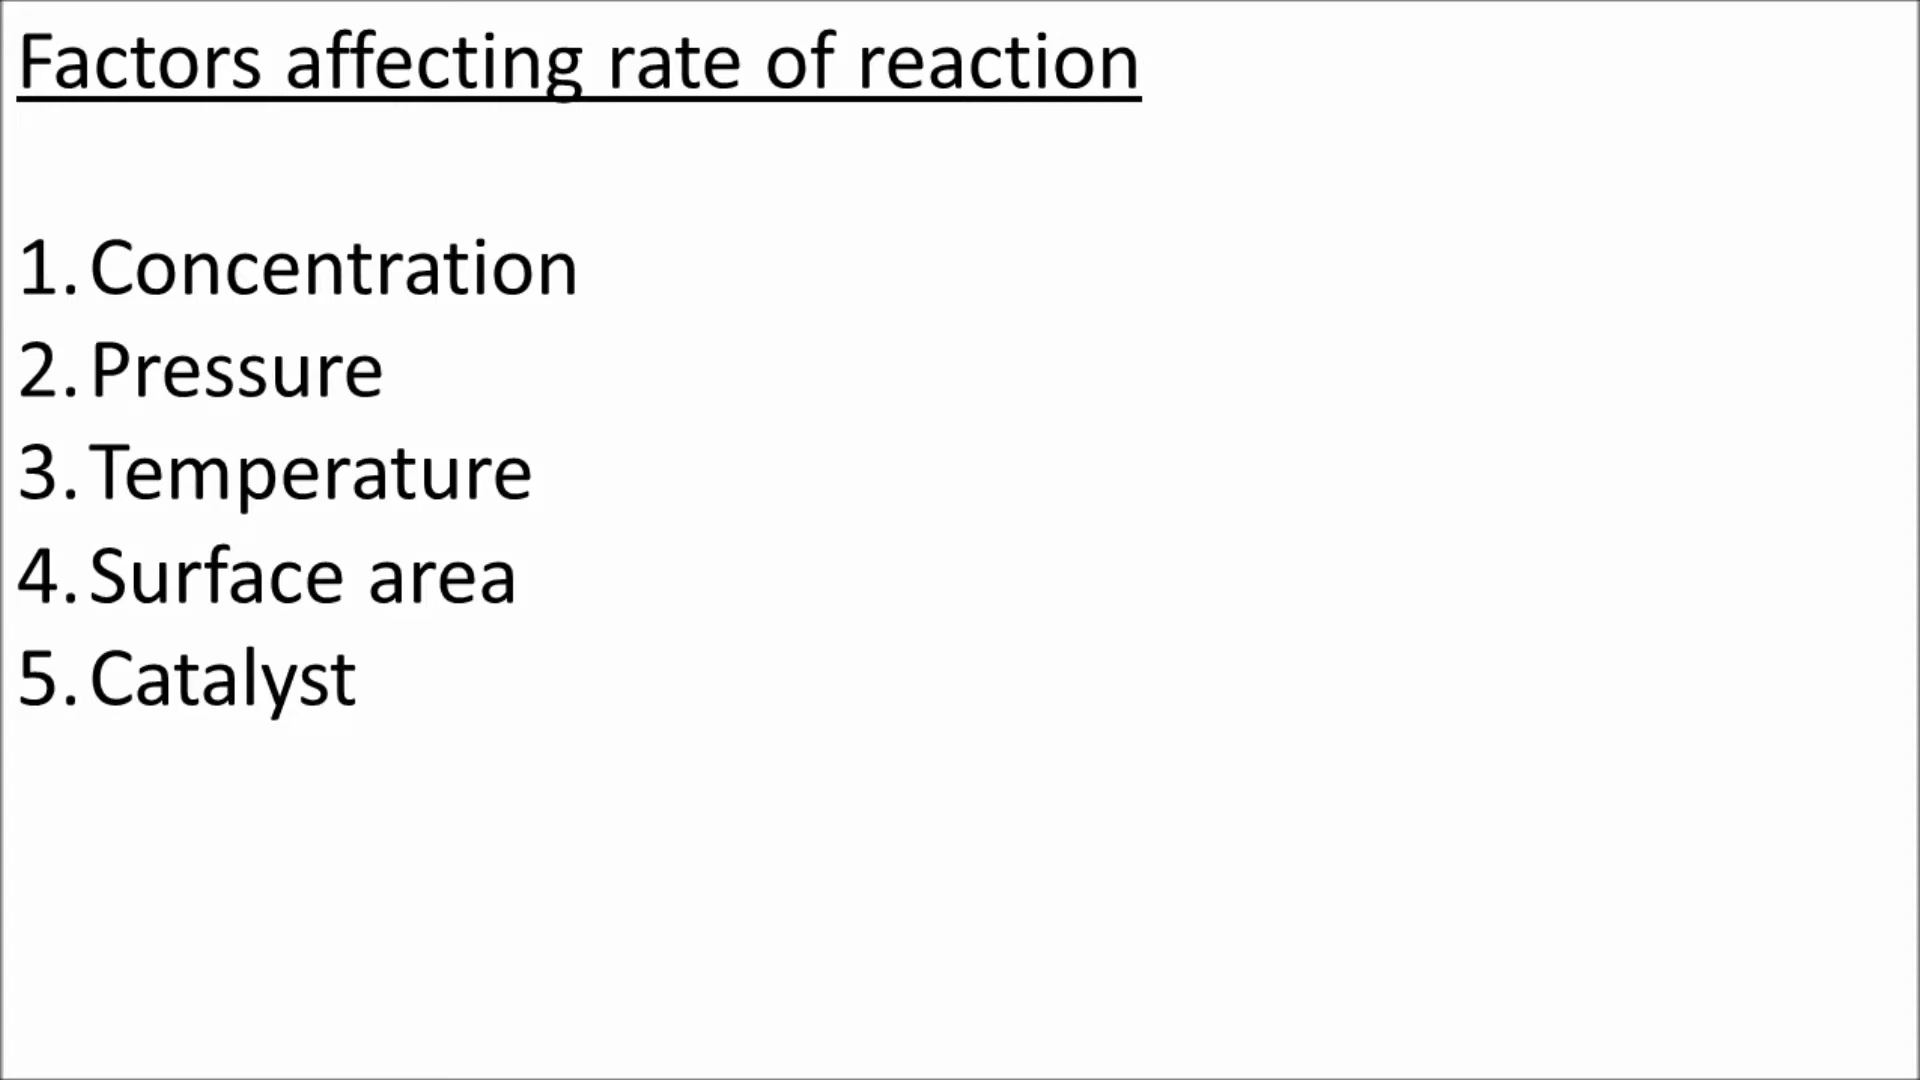 Factors affecting rate of reaction
1. Concentration
2. Pressure
3. Temperature
4. Surface area
5. Catalyst